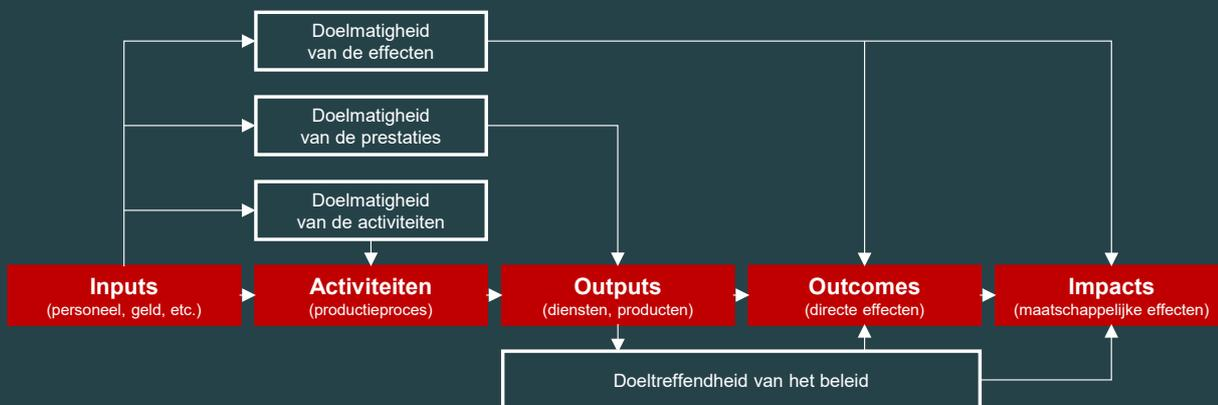 Doelmatigheid
van de effecten
Doelmatigheid
van de prestaties
Doelmatigheid
van de activiteiten
Inputs
(personeel, geld, etc.)
Activiteiten
(productieproces)
Outputs
(diensten, producten)
Outcomes
(directe effecten)
Impacts
(maatschappelijke effecten)
Doeltreffendheid van het beleid